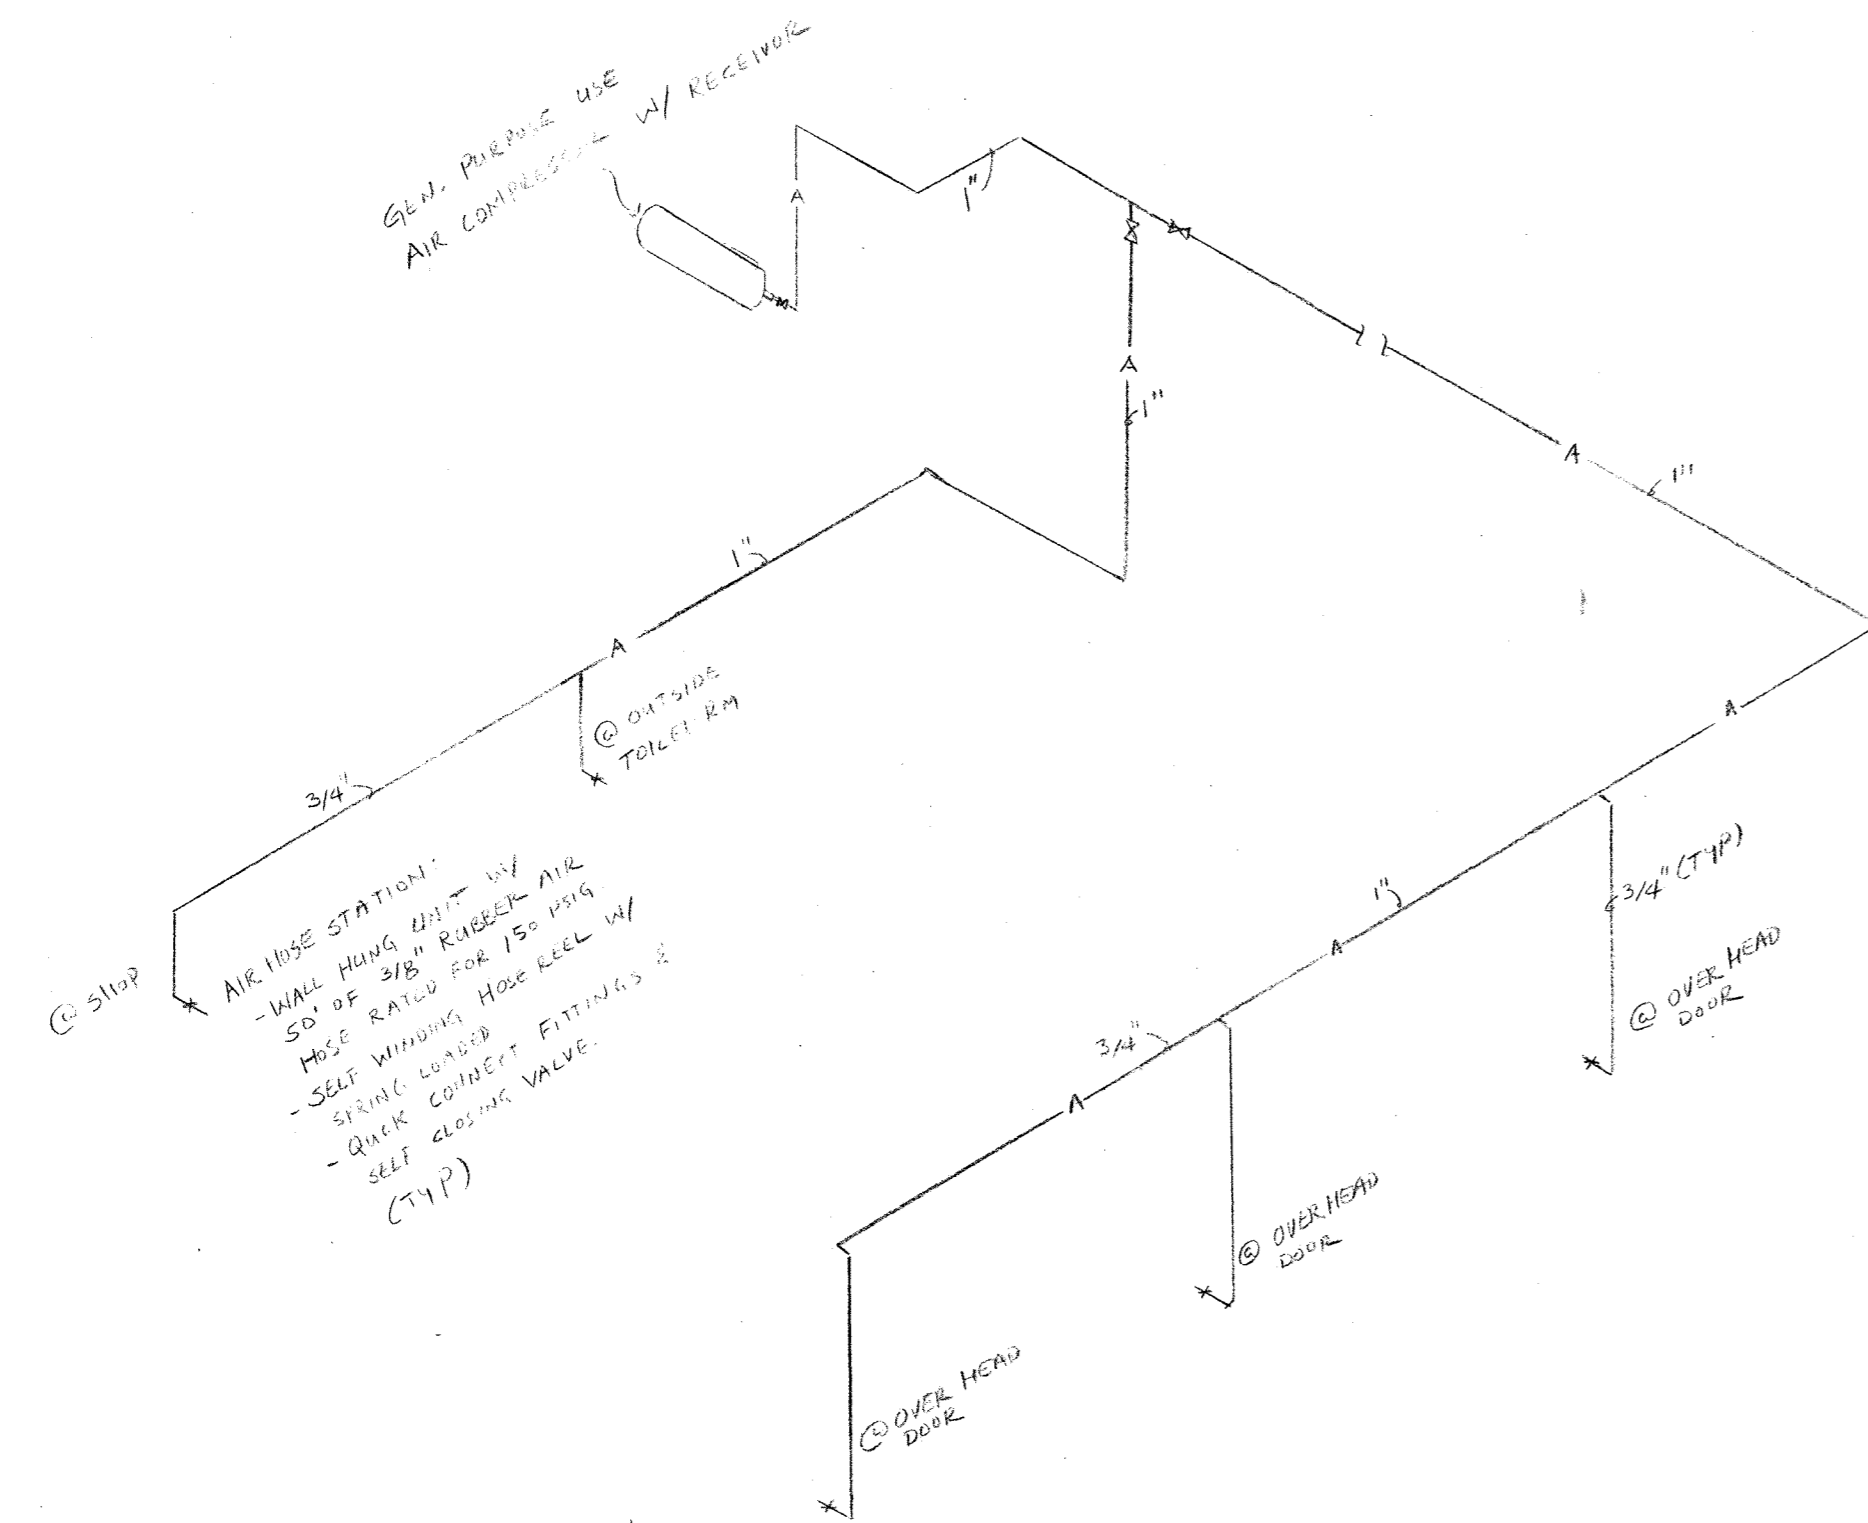 GEN. PURPOSE USE
AIR COMPRESSOR W/ RECEIVOR
A
1"
A
1"
A
1"
1"
A
@ OUTSIDE
TOILET RM
3/4"
A
3/4" (TYP)
@ OVER HEAD
DOOR
1"
A
3/4"
A
@ OVER HEAD
DOOR
@ OVER HEAD
DOOR
@ SHOP
AIR HOSE STATION:
- WALL HUNG UNIT W/
50' OF 3/8" RUBBER AIR
HOSE RATED FOR 150 PSIG.
- SELF WINDING HOSE REEL W/
SPRING LOADED
- QUCK CONNECT FITTINGS &
SELF CLOSING VALVE.
(TYP)